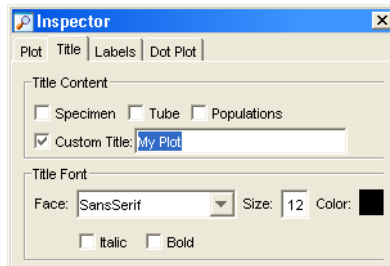 Inspector
Plot Title Labels Dot Plot
Title Content
Specimen Tube Populations
Custom Title: My Plot
Title Font
Face: SansSerif Size: 12 Color:
Italic Bold